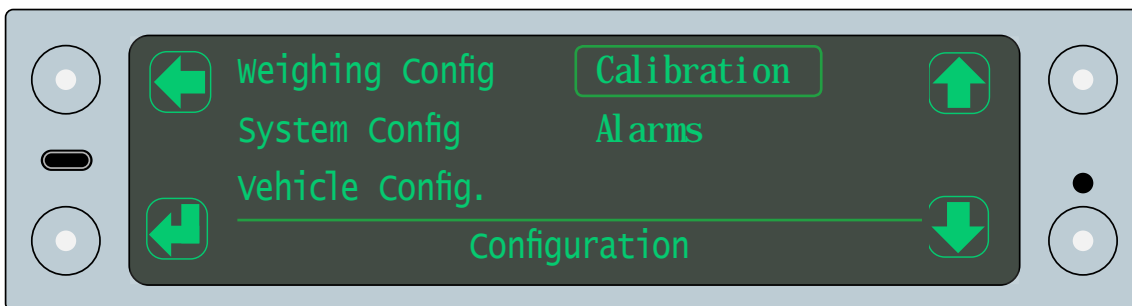 Weighing Config Calibration
System Config Alarms
Vehicle Config.
Configuration